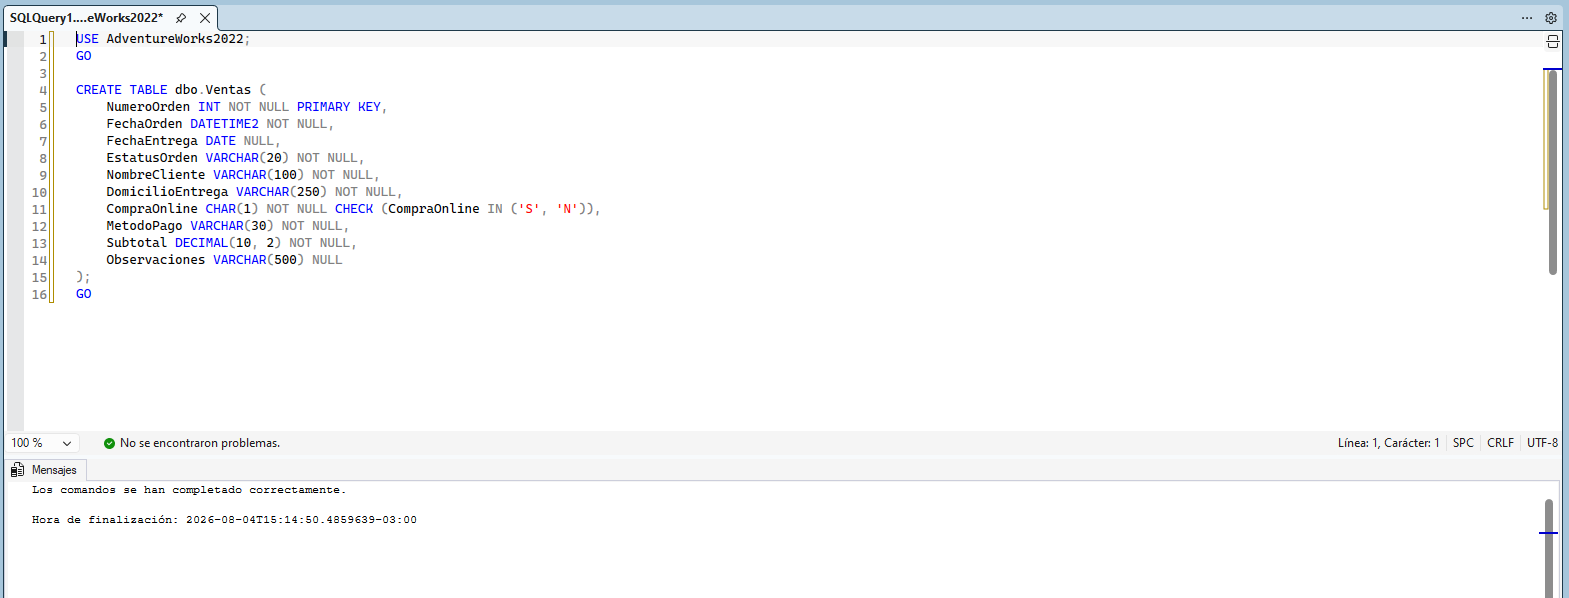 SQLQuery1....eWorks2022*
1 USE AdventureWorks2022;
2 GO
3
4 CREATE TABLE dbo.Ventas (
5 NumeroOrden INT NOT NULL PRIMARY KEY,
6 FechaOrden DATETIME2 NOT NULL,
7 FechaEntrega DATE NULL,
8 EstatusOrden VARCHAR(20) NOT NULL,
9 NombreCliente VARCHAR(100) NOT NULL,
10 DomicilioEntrega VARCHAR(250) NOT NULL,
11 CompraOnline CHAR(1) NOT NULL CHECK (CompraOnline IN ('S', 'N')),
12 MetodoPago VARCHAR(30) NOT NULL,
13 Subtotal DECIMAL(10, 2) NOT NULL,
14 Observaciones VARCHAR(500) NULL
15 );
16 GO
100 % No se encontraron problemas. Línea: 1, Carácter: 1 SPC CRLF UTF-8
Mensajes
Los comandos se han completado correctamente.
Hora de finalización: 2026-08-04T15:14:50.4859639-03:00